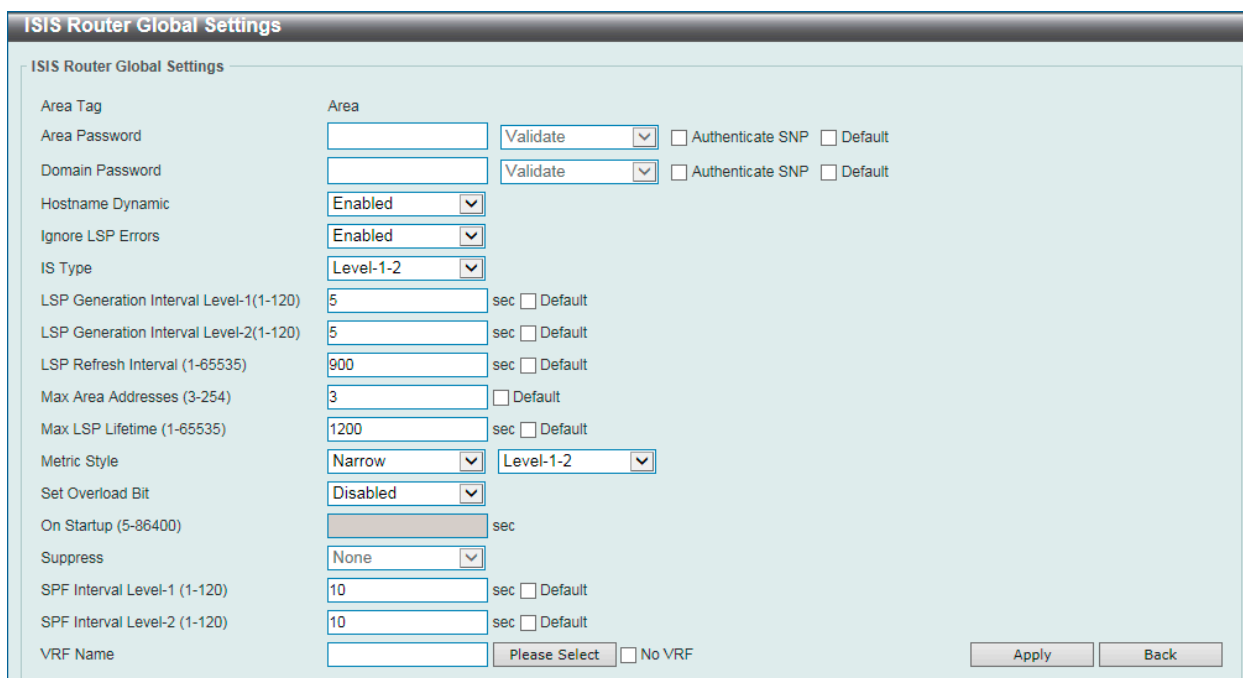 ISIS Router Global Settings
ISIS Router Global Settings
Area Tag Area
Area Password Validate Authenticate SNP Default
Domain Password Validate Authenticate SNP Default
Hostname Dynamic Enabled
Ignore LSP Errors Enabled
IS Type Level-1-2
LSP Generation Interval Level-1(1-120) 5 sec Default
LSP Generation Interval Level-2(1-120) 5 sec Default
LSP Refresh Interval (1-65535) 900 sec Default
Max Area Addresses (3-254) 3 Default
Max LSP Lifetime (1-65535) 1200 sec Default
Metric Style Narrow Level-1-2
Set Overload Bit Disabled
On Startup (5-86400) sec
Suppress None
SPF Interval Level-1 (1-120) 10 sec Default
SPF Interval Level-2 (1-120) 10 sec Default
VRF Name Please Select No VRF Apply Back